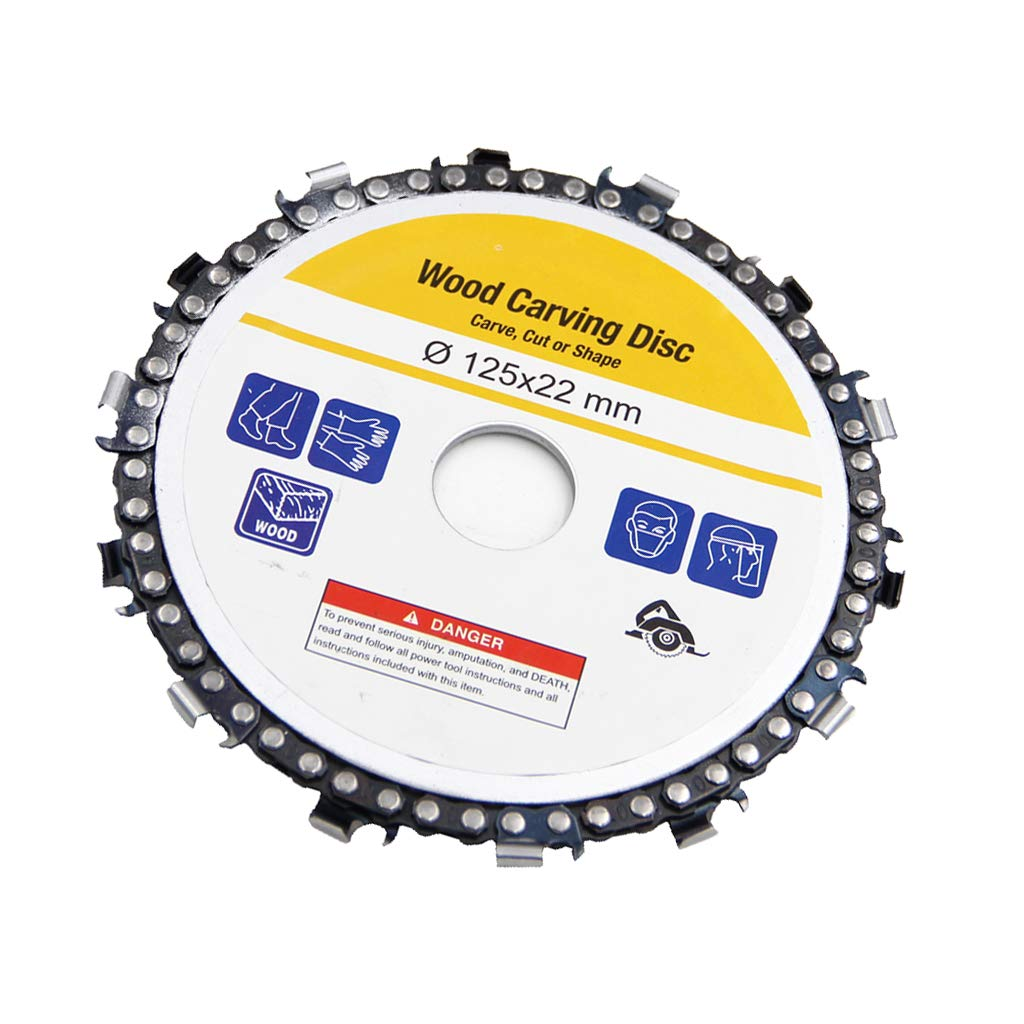 Wood Carving Disc
Carve, Cut or Shape
Ø 125x22 mm
WOOD
DANGER
To prevent serious injury, amputation, and DEATH,
read and follow all power tool instructions and all
instructions included with this item.